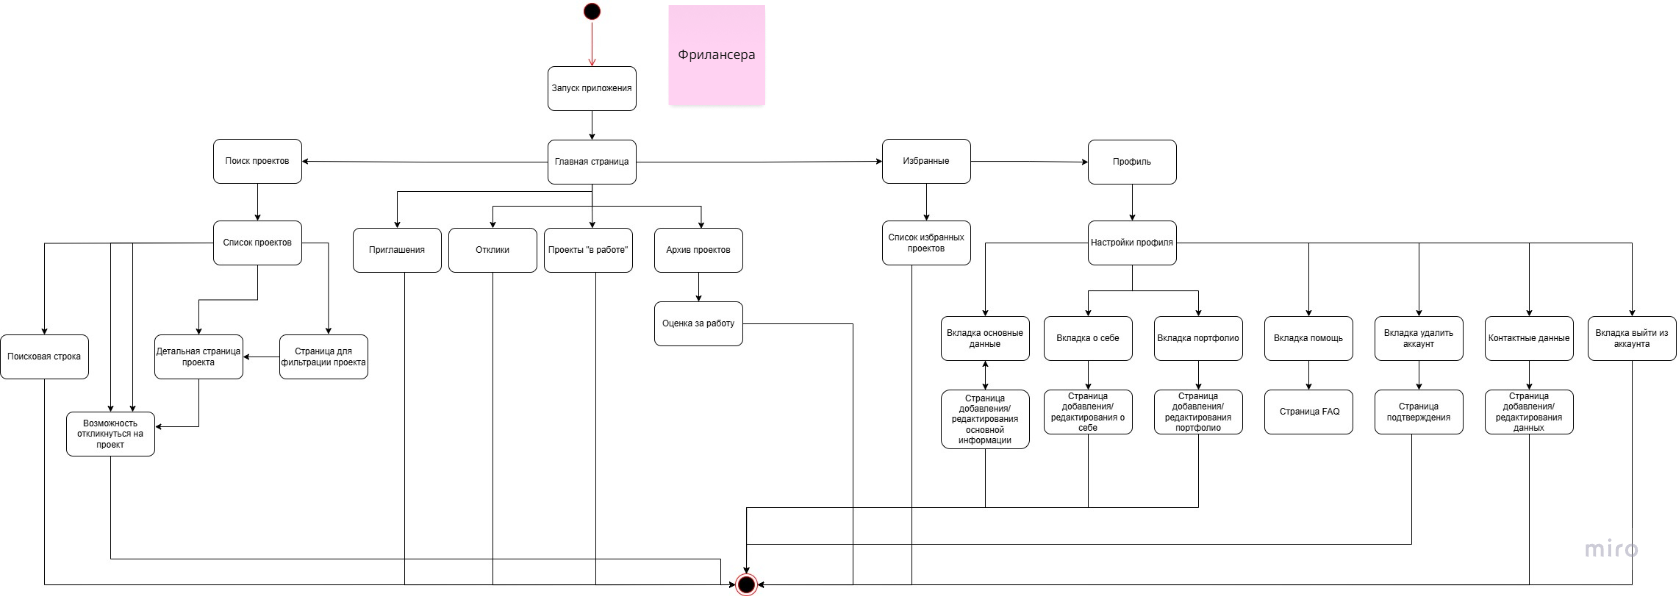 Фрилансера
Запуск приложения
Поиск проектов
Главная страница
Избранные
Профиль
Список проектов
Приглашения
Отклики
Проекты "в работе"
Архив проектов
Список избранных
проектов
Настройки профиля
Оценка за работу
Поисковая строка
Детальная страница
проекта
Страница для
фильтрации проекта
Вкладка основные
данные
Вкладка о себе
Вкладка портфолио
Вкладка помощь
Вкладка удалить
аккаунт
Контактные данные
Вкладка выйти из
аккаунта
Возможность
откликнуться на
проект
Страница
добавления/
редактирования
основной
информации
Страница
добавления/
редактирования о
себе
Страница
добавления/
редактирования
портфолио
Страница FAQ
Страница
подтверждения
Страница
добавления/
редактирования
данных
miro